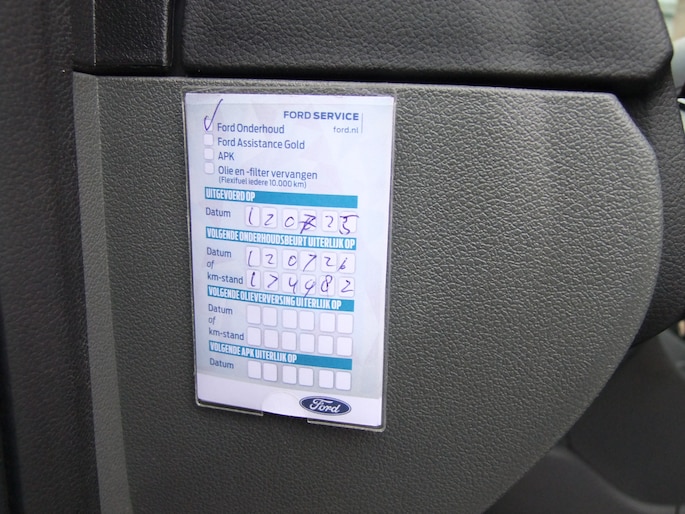 FORD SERVICE
ford.nl
Ford Onderhoud
Ford Assistance Gold
APK
Olie en -filter vervangen
(Flexifuel iedere 10.000 km)
UITGEVOERD OP
Datum 120725
VOLGENDE ONDERHOUDSBEURT UITERLIJK OP
Datum 120726
of
km-stand 174982
VOLGENDE OLIEVERVERSING UITERLIJK OP
Datum
of
km-stand
VOLGENDE APK UITERLIJK OP
Datum
Ford